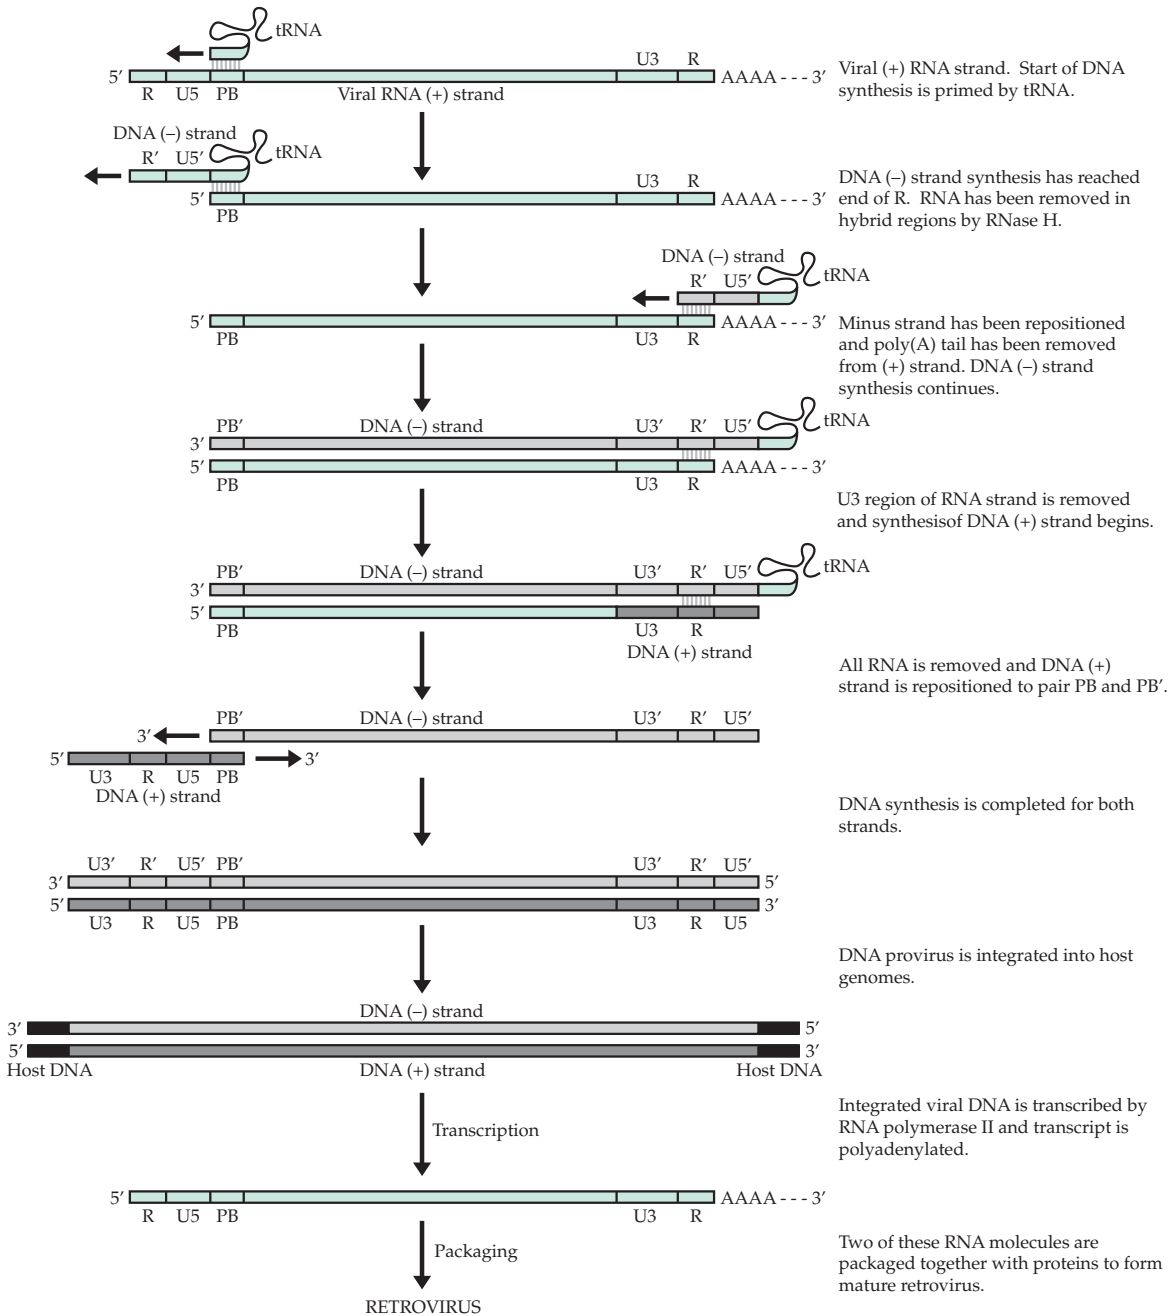 tRNA
5′ U3 R AAAA - - - 3′
R U5 PB Viral RNA (+) strand
Viral (+) RNA strand.  Start of DNA
synthesis is primed by tRNA.
DNA (–) strand
R’ U5’ tRNA
U3 R
5′ AAAA - - - 3′
PB
DNA (–) strand synthesis has reached
end of R.  RNA has been removed in
hybrid regions by RNase H.
DNA (–) strand
R’ U5’ tRNA
5′ AAAA - - - 3′
PB U3 R
Minus strand has been repositioned
and poly(A) tail has been removed
from (+) strand. DNA (–) strand
synthesis continues.
PB’ DNA (–) strand U3’ R’ U5’ tRNA
3′
5′ AAAA - - - 3′
PB U3 R
U3 region of RNA strand is removed
and synthesisof DNA (+) strand begins.
PB’ DNA (–) strand U3’ R’ U5’ tRNA
3′
5′
PB U3 R
DNA (+) strand
All RNA is removed and DNA (+)
strand is repositioned to pair PB and PB’.
PB’ DNA (–) strand U3’ R’ U5’
3′
5′ 3′
U3 R U5 PB
DNA (+) strand
DNA synthesis is completed for both
strands.
U3’ R’ U5’ PB’ U3’ R’ U5’
3′ 5′
5′ 3′
U3 R U5 PB U3 R U5
DNA provirus is integrated into host
genomes.
DNA (–) strand
3′ 5′
5′ 3′
Host DNA DNA (+) strand Host DNA
Transcription
Integrated viral DNA is transcribed by
RNA polymerase II and transcript is
polyadenylated.
5′ AAAA - - - 3′
R U5 PB U3 R
Packaging
Two of these RNA molecules are
packaged together with proteins to form
mature retrovirus.
RETROVIRUS